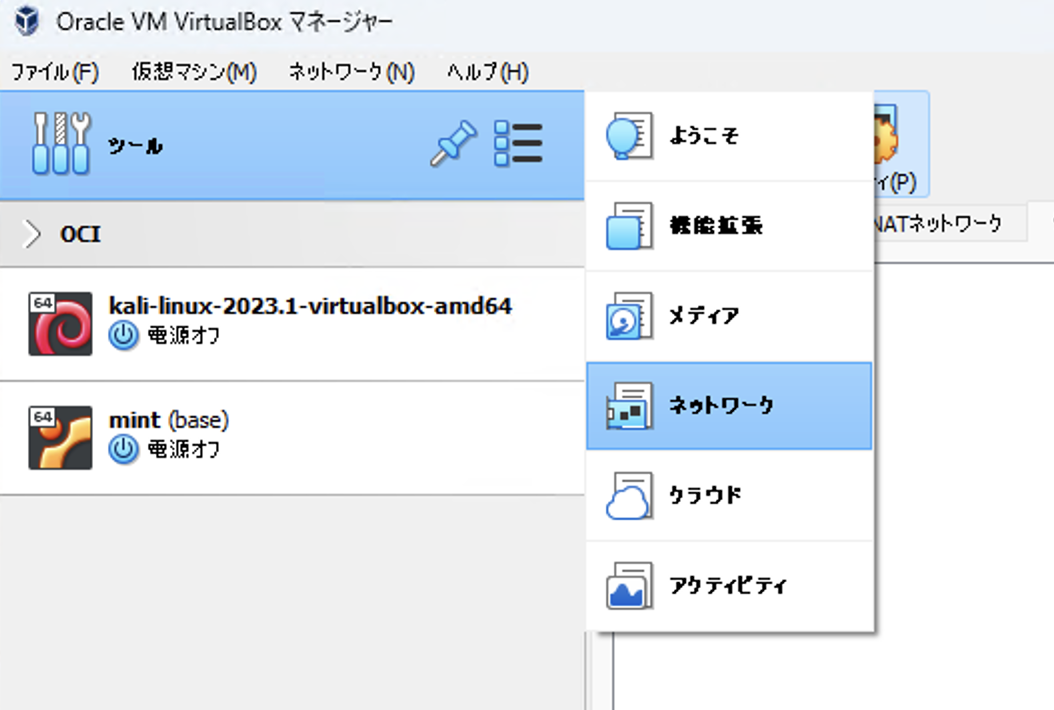 Oracle VM VirtualBox マネージャー
ファイル(F) 仮想マシン(M) ネットワーク(N) ヘルプ(H)
ツール
ようこそ
ィ(P)
OCI
機能拡張
NATネットワーク
kali-linux-2023.1-virtualbox-amd64
64
電源オフ
メディア
mint (base)
64
電源オフ
ネットワーク
クラウド
アクティビティ